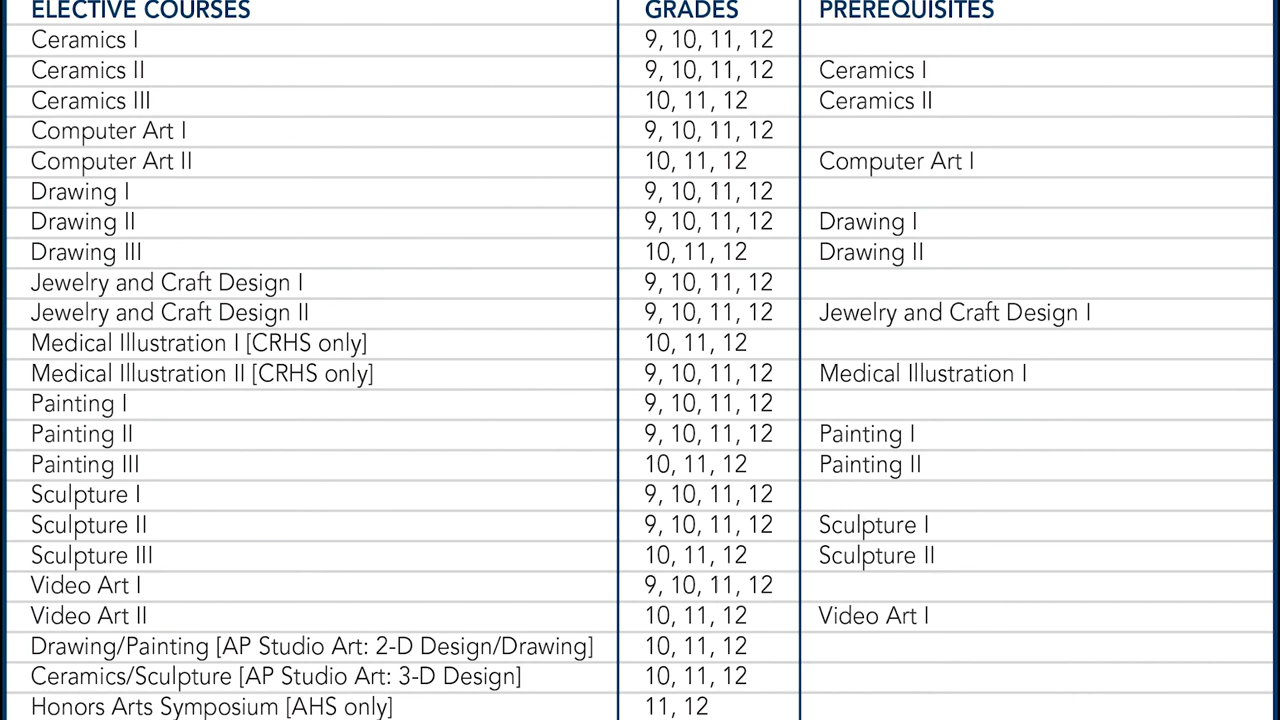 ELECTIVE COURSES GRADES PREREQUISITES
Ceramics I 9, 10, 11, 12
Ceramics II 9, 10, 11, 12 Ceramics I
Ceramics III 10, 11, 12 Ceramics II
Computer Art I 9, 10, 11, 12
Computer Art II 10, 11, 12 Computer Art I
Drawing I 9, 10, 11, 12
Drawing II 9, 10, 11, 12 Drawing I
Drawing III 10, 11, 12 Drawing II
Jewelry and Craft Design I 9, 10, 11, 12
Jewelry and Craft Design II 9, 10, 11, 12 Jewelry and Craft Design I
Medical Illustration I [CRHS only] 10, 11, 12
Medical Illustration II [CRHS only] 9, 10, 11, 12 Medical Illustration I
Painting I 9, 10, 11, 12
Painting II 9, 10, 11, 12 Painting I
Painting III 10, 11, 12 Painting II
Sculpture I 9, 10, 11, 12
Sculpture II 9, 10, 11, 12 Sculpture I
Sculpture III 10, 11, 12 Sculpture II
Video Art I 9, 10, 11, 12
Video Art II 10, 11, 12 Video Art I
Drawing/Painting [AP Studio Art: 2-D Design/Drawing] 10, 11, 12
Ceramics/Sculpture [AP Studio Art: 3-D Design] 10, 11, 12
Honors Arts Symposium [AHS only] 11, 12